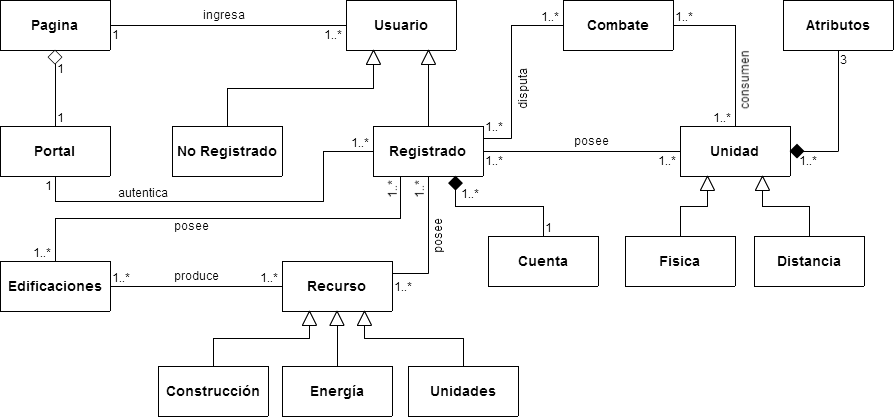 Pagina
ingresa
1
1..*
Usuario
1..*
Combate
1..*
Atributos
1
disputa
consumen
3
1
1..*
1..*
Portal
No Registrado
1..*
Registrado
1..*
posee
1..*
Unidad
1..*
1
autentica
1..*
1..*
1..*
posee
posee
1
1..*
Cuenta
Fisica
Distancia
Edificaciones
1..*
produce
1..*
Recurso
1..*
Construcción
Energía
Unidades